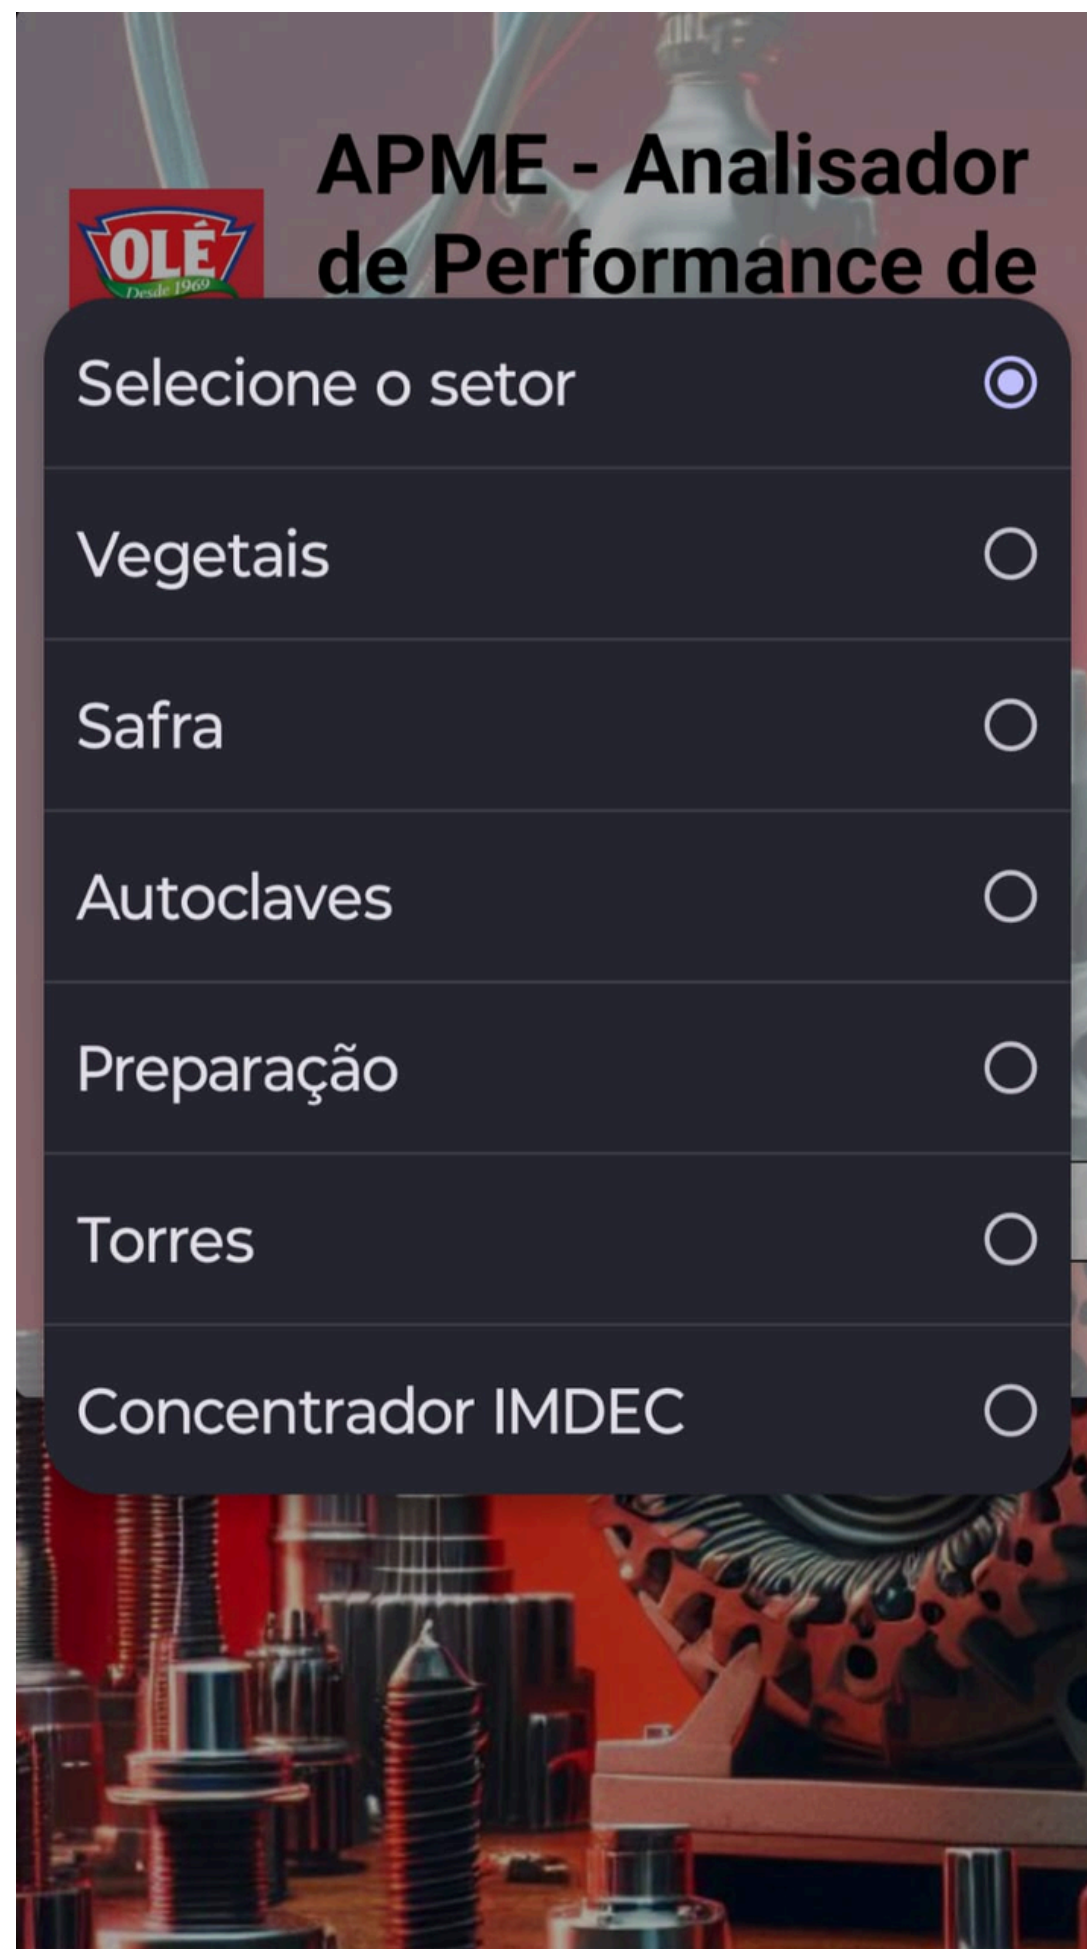 APME - Analisador
de Performance de
OLÉ
Desde 1969
Selecione o setor
Vegetais
Safra
Autoclaves
Preparação
Torres
Concentrador IMDEC